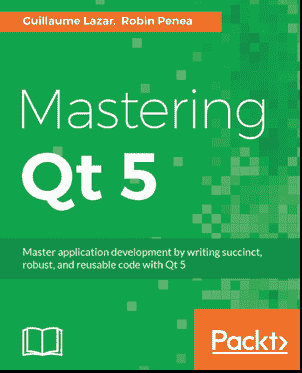 Guillaume Lazar, Robin Penea
Mastering
Qt 5
Master application development by writing succinct,
robust, and reusable code with Qt 5
Packt>